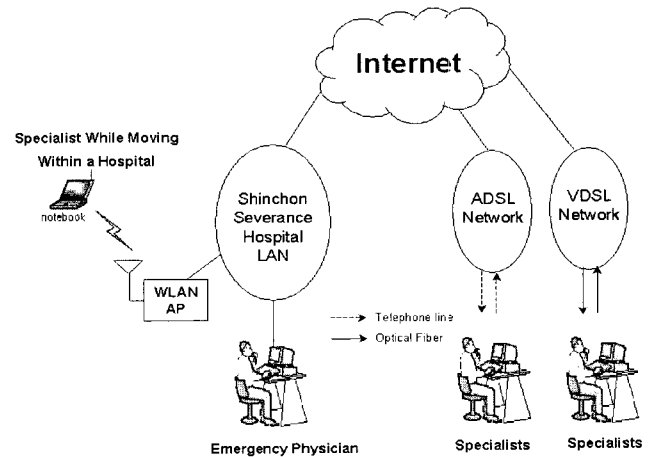 Internet
Specialist While Moving
Within a Hospital
notebook
Shinchon
Severance
Hospital
LAN
ADSL
Network
VDSL
Network
WLAN
AP
Telephone line
Optical Fiber
Emergency Physician
Specialists
Specialists